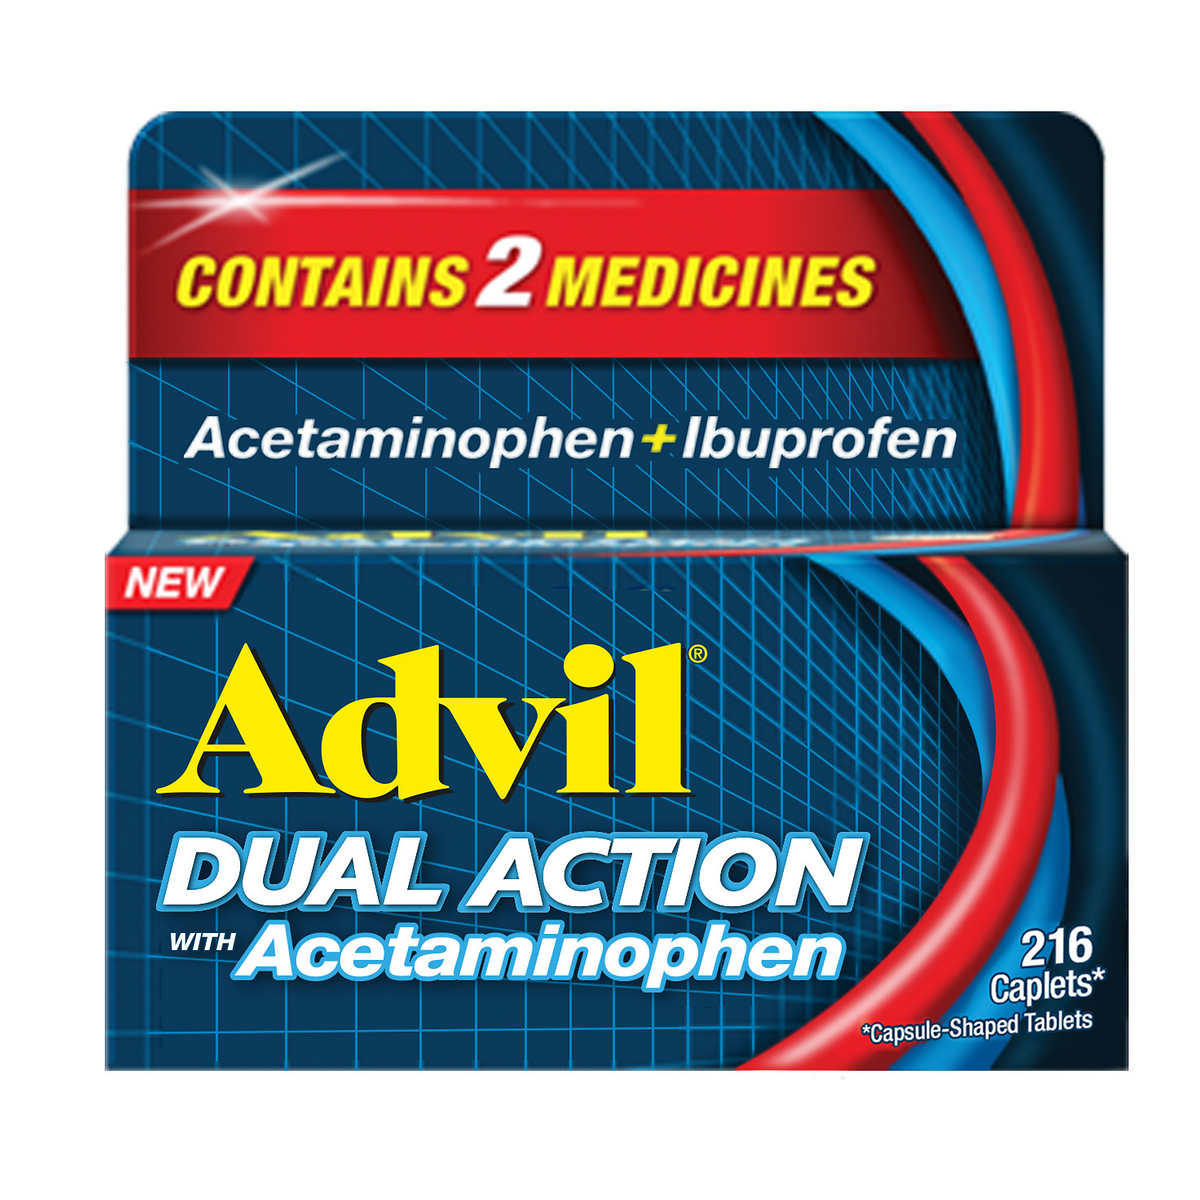 CONTAINS 2 MEDICINES
Acetaminophen+Ibuprofen
NEW
Advil®
DUAL ACTION
WITH Acetaminophen
216
Caplets*
*Capsule-Shaped Tablets